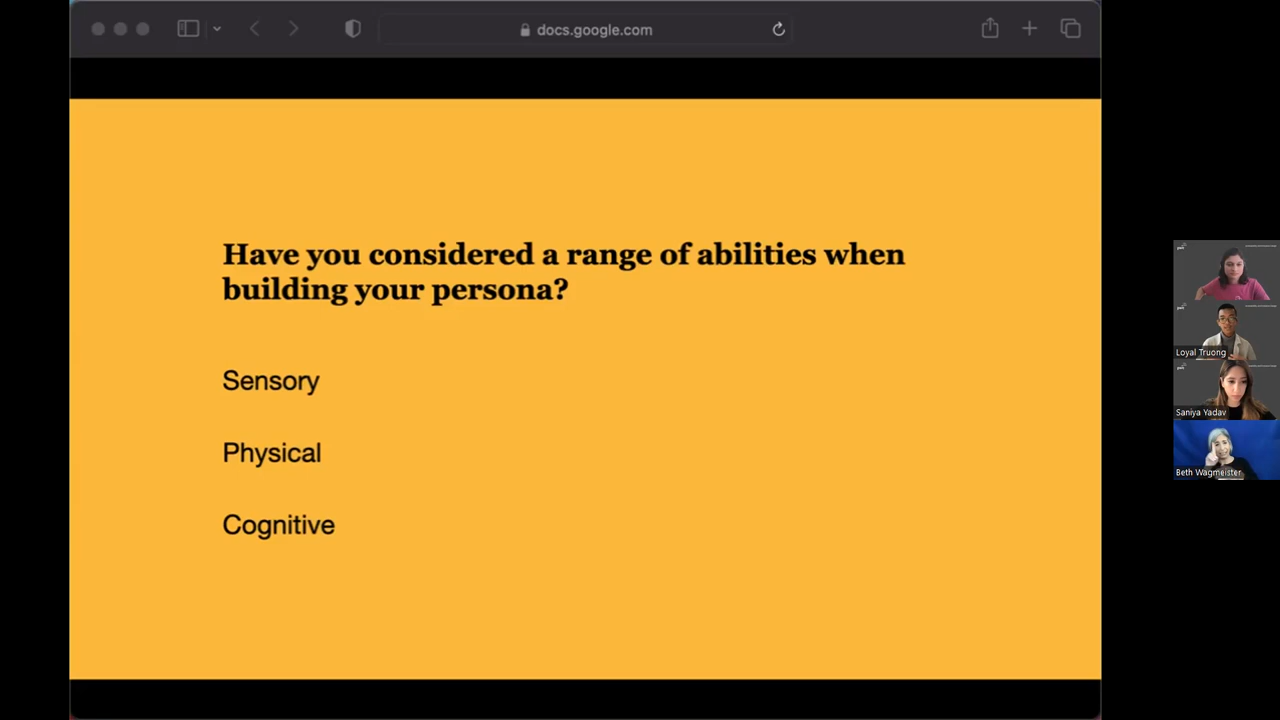 docs.google.com
Have you considered a range of abilities when
building your persona?
Sensory
Physical
Cognitive
Loyal Truong
Saniya Yadav
Beth Wagmeister